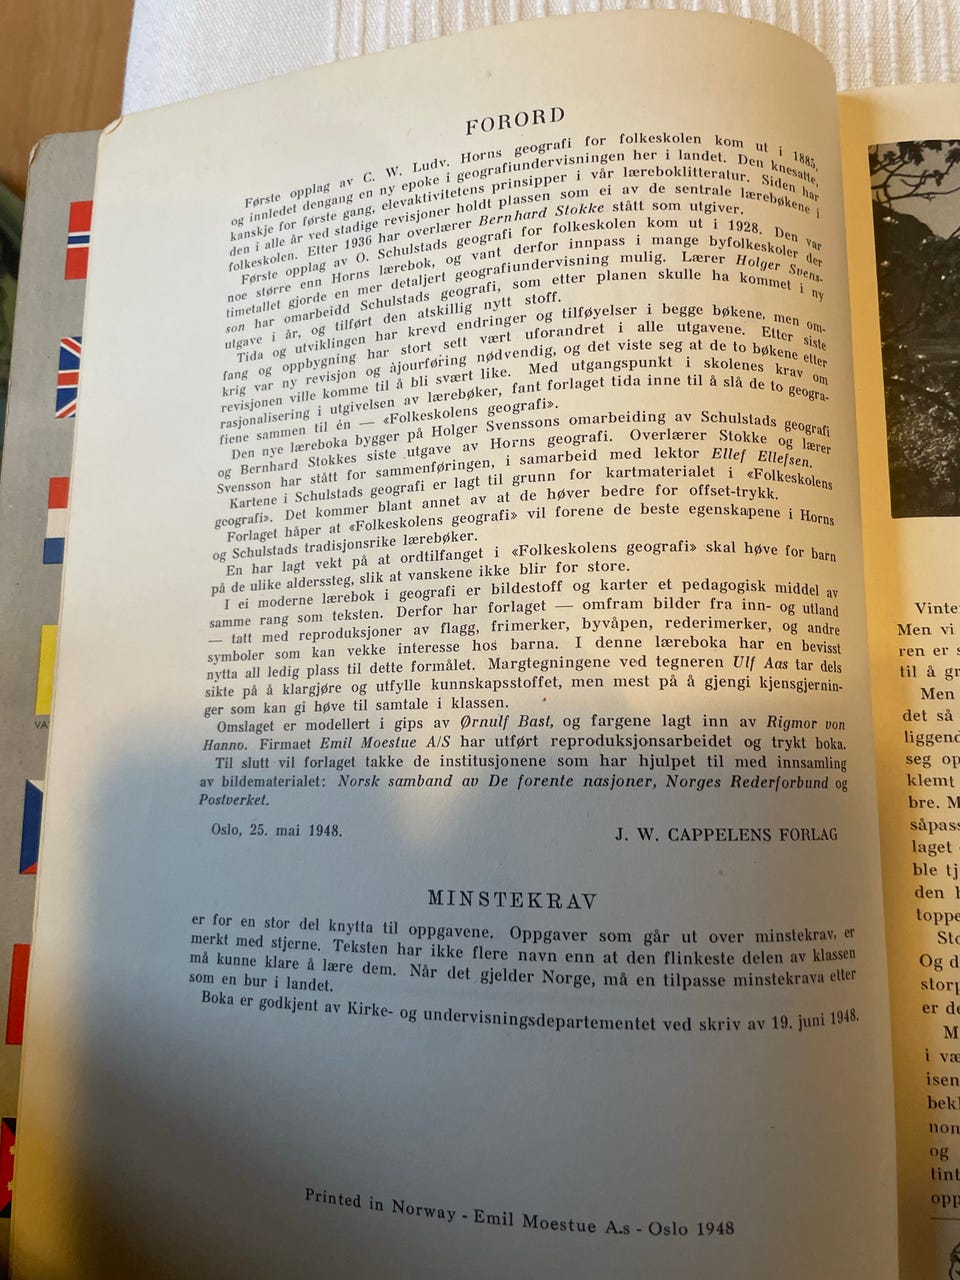 FORORD
Første opplag av C. W. Ludv. Horns geografi for folkeskolen kom ut i 1885,
og innledet dengang en ny epoke i geografiundervisningen her i landet. Den knesatte,
kanskje for første gang, elevaktivitetens prinsipper i vår læreboklitteratur. Siden har
den i alle år ved stadige revisjoner holdt plassen som ei av de sentrale lærebøkene i
folkeskolen. Etter 1936 har overlærer Bernhard Stokke stått som utgiver.
Første opplag av O. Schulstads geografi for folkeskolen kom ut i 1928. Den var
noe større enn Horns lærebok, og vant derfor innpass i mange byfolkeskoler der
timetallet gjorde en mer detaljert geografiundervisning mulig. Lærer Holger Svens-
son har omarbeidd Schulstads geografi, som etter planen skulle ha kommet i ny
utgave i år, og tilført den atskillig nytt stoff.
Tida og utviklingen har krevd endringer og tilføyelser i begge bøkene, men om-
fang og oppbygning har stort sett vært uforandret i alle utgavene. Etter siste
krig var ny revisjon og àjourføring nødvendig, og det viste seg at de to bøkene etter
revisjonen ville komme til å bli svært like. Med utgangspunkt i skolenes krav om
rasjonalisering i utgivelsen av lærebøker, fant forlaget tida inne til å slå de to geogra-
fiene sammen til én — «Folkeskolens geografi».
Den nye læreboka bygger på Holger Svenssons omarbeiding av Schulstads geografi
og Bernhard Stokkes siste utgave av Horns geografi. Overlærer Stokke og lærer
Svensson har stått for sammenføringen, i samarbeid med lektor Ellef Ellefsen.
Kartene i Schulstads geografi er lagt til grunn for kartmaterialet i «Folkeskolens
geografi». Det kommer blant annet av at de høver bedre for offset-trykk.
Forlaget håper at «Folkeskolens geografi» vil forene de beste egenskapene i Horns
og Schulstads tradisjonsrike lærebøker.
En har lagt vekt på at ordtilfanget i «Folkeskolens geografi» skal høve for barn
på de ulike alderssteg, slik at vanskene ikke blir for store.
I ei moderne lærebok i geografi er bildestoff og karter et pedagogisk middel av
samme rang som teksten. Derfor har forlaget — omfram bilder fra inn- og utland
— tatt med reproduksjoner av flagg, frimerker, byvåpen, rederimerker, og andre
symboler som kan vekke interesse hos barna. I denne læreboka har en bevisst
nytta all ledig plass til dette formålet. Margtegningene ved tegneren Ulf Aas tar dels
sikte på å klargjøre og utfylle kunnskapsstoffet, men mest på å gjengi kjensgjernin-
ger som kan gi høve til samtale i klassen.
Omslaget er modellert i gips av Ørnulf Bast, og fargene lagt inn av Rigmor von
Hanno. Firmaet Emil Moestue A/S har utført reproduksjonsarbeidet og trykt boka.
Til slutt vil forlaget takke de institusjonene som har hjulpet til med innsamling
av bildematerialet: Norsk samband av De forente nasjoner, Norges Rederforbund og
Postverket.
Oslo, 25. mai 1948.
J. W. CAPPELENS FORLAG
MINSTEKRAV
er for en stor del knytta til oppgavene. Oppgaver som går ut over minstekrav, er
merkt med stjerne. Teksten har ikke flere navn enn at den flinkeste delen av klassen
må kunne klare å lære dem. Når det gjelder Norge, må en tilpasse minstekrava etter
som en bur i landet.
Boka er godkjent av Kirke- og undervisningsdepartementet ved skriv av 19. juni 1948.
Printed in Norway - Emil Moestue A.s - Oslo 1948
VA
Vinte
Men vi
ren er s
til å gr
Men
det så
liggend
seg op
klemt
bre. M
såpass
laget
ble tj
den b
toppe
Sto
Og d
storp
er de
M
i væ
isen
bekl
non
og
tint
opp